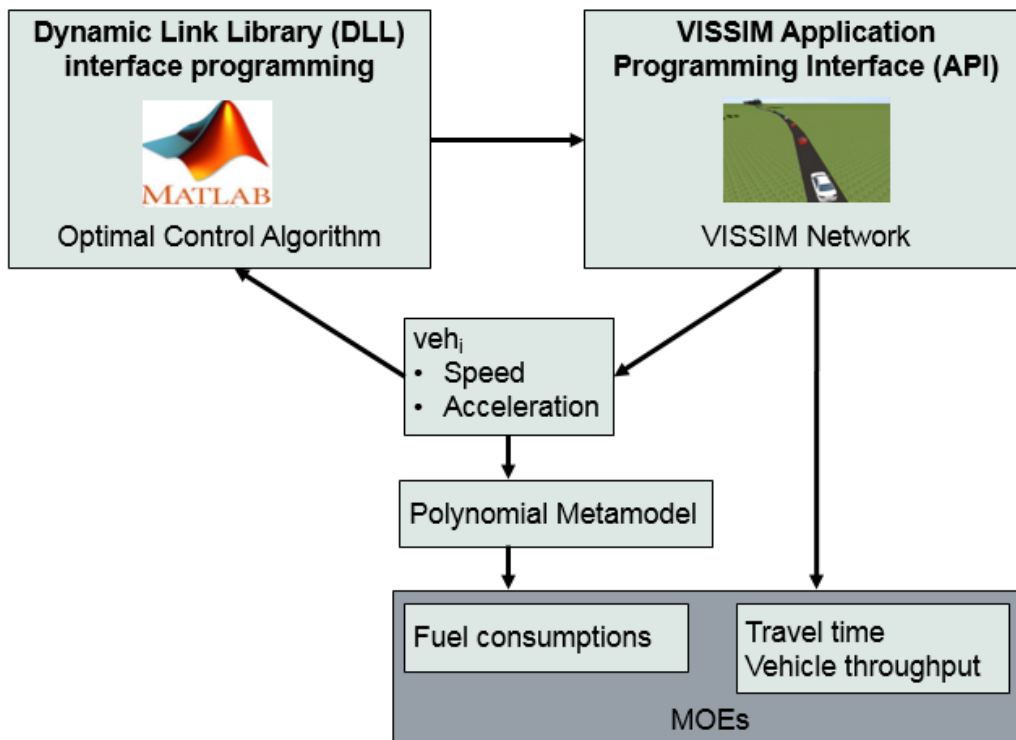 Dynamic Link Library (DLL)
interface programming
MATLAB
Optimal Control Algorithm
VISSIM Application
Programming Interface (API)
VISSIM Network
vehi
• Speed
• Acceleration
Polynomial Metamodel
Fuel consumptions
Travel time
Vehicle throughput
MOEs